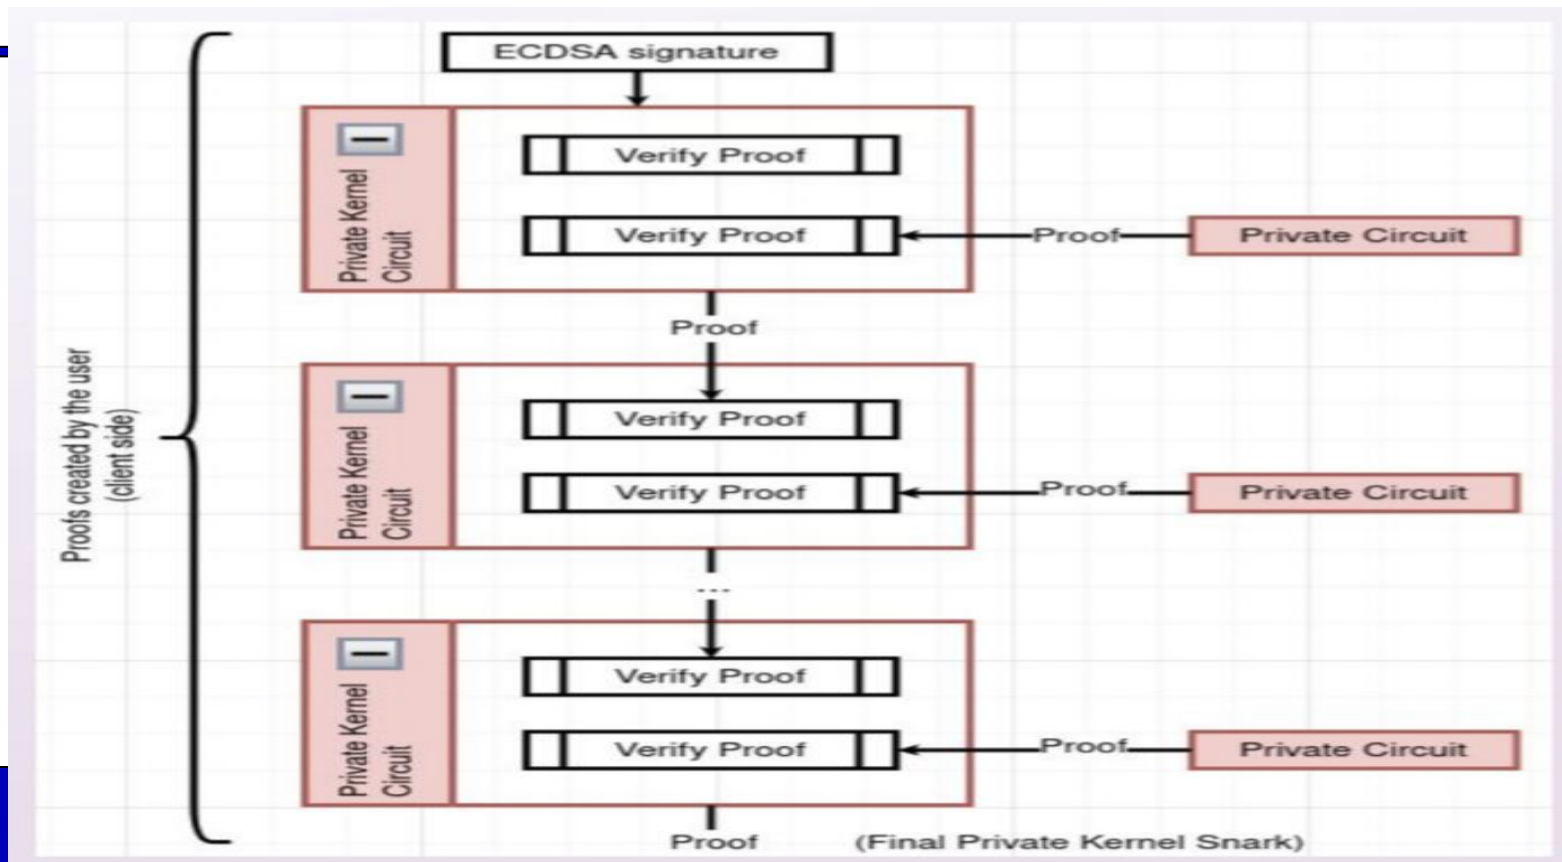 ECDSA signature
Private Kernel
Circuit
Verify Proof
Verify Proof
Proof
Private Circuit
Proof
Proofs created by the user
(client side)
Private Kernel
Circuit
Verify Proof
Verify Proof
Proof
Private Circuit
...
Private Kernel
Circuit
Verify Proof
Verify Proof
Proof
Private Circuit
Proof (Final Private Kernel Snark)